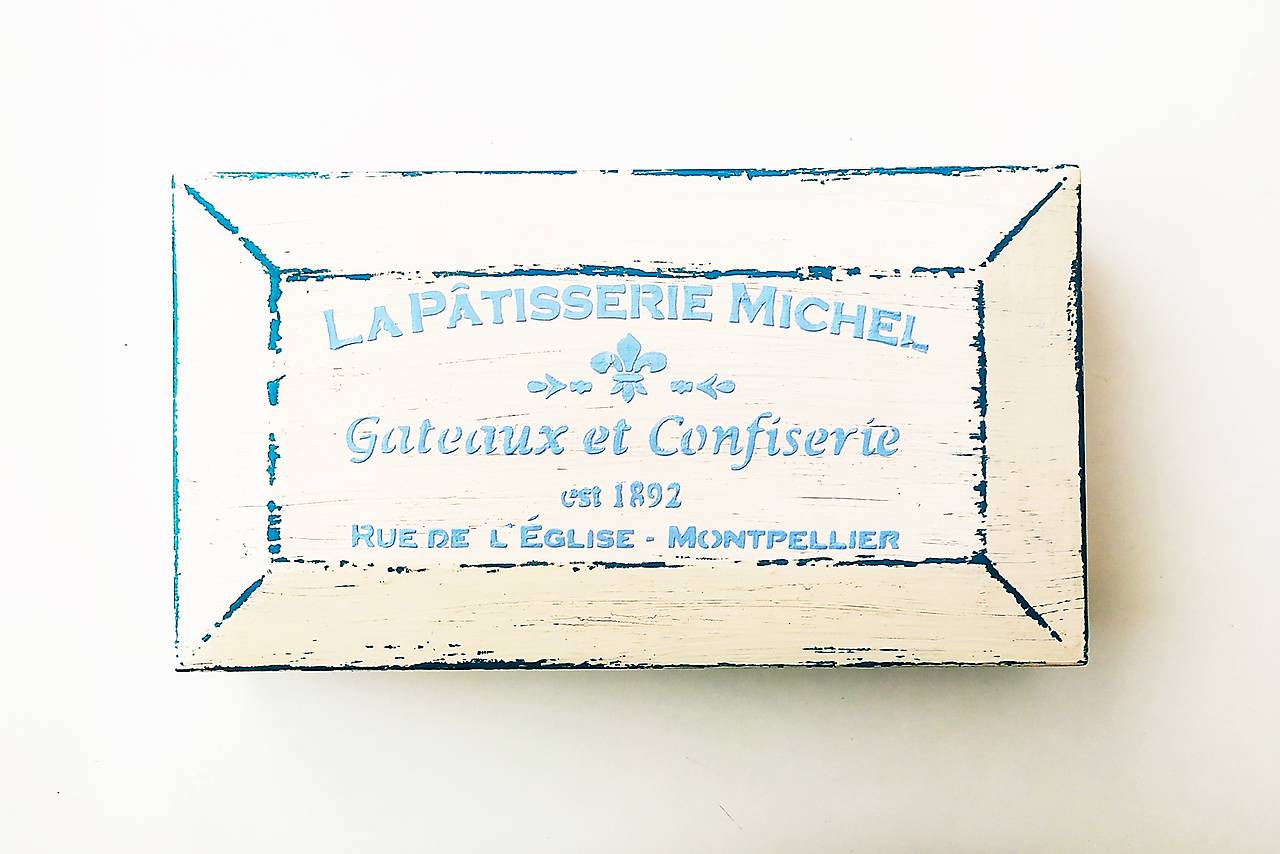 LA PÂTISSERIE MICHEL
Gateaux et Confiserie
est 1892
RUE DE L'ÉGLISE - MONTPELLIER